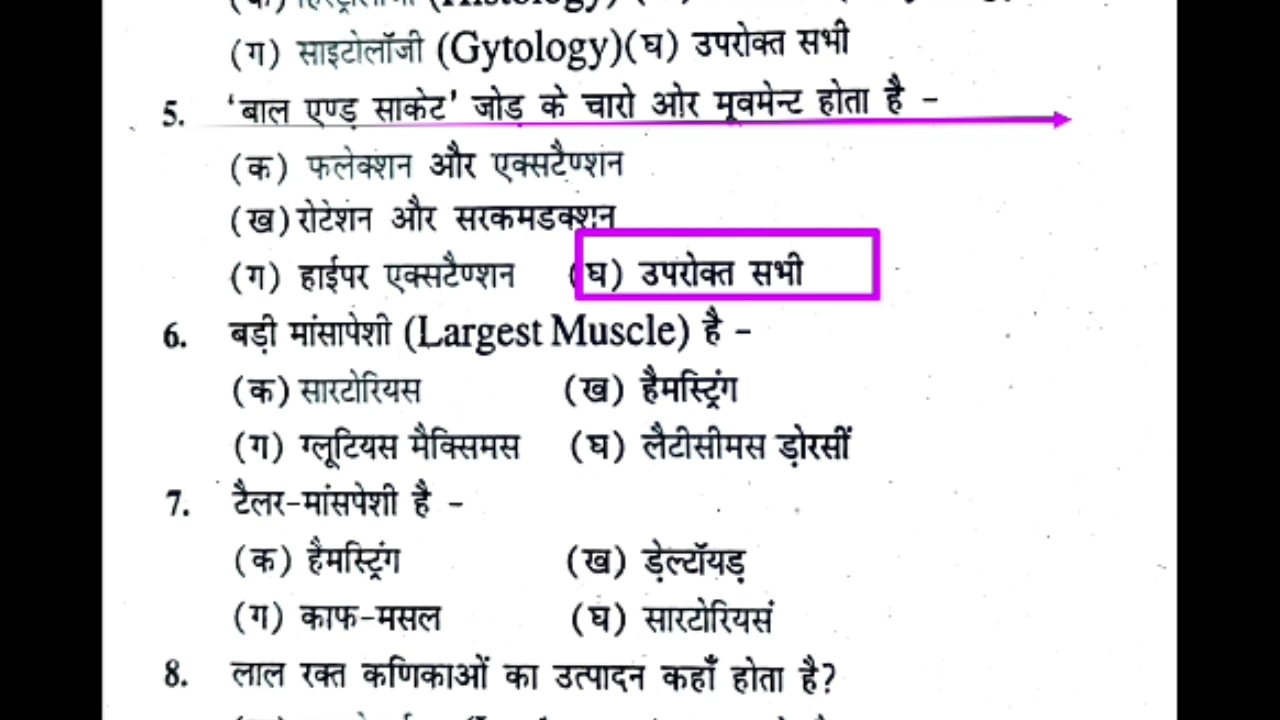 (ग) साइटोलॉजी (Gytology)(घ) उपरोक्त सभी
5. 'बाल एण्ड़ साकेट' जोड़ के चारो ओर मूवमेन्ट होता है –
(क) फलेक्शन और एक्सटैण्शन
(ख) रोटेशन और सरकमडक्शन
(ग) हाईपर एक्सटैण्शन (घ) उपरोक्त सभी
6. बड़ी मांसापेशी (Largest Muscle) है –
(क) सारटोरियस (ख) हैमस्ट्रिंग
(ग) ग्लूटियस मैक्सिमस (घ) लैटीसीमस ड़ोरसीं
7. टैलर-मांसपेशी है –
(क) हैमस्ट्रिंग (ख) ड़ेल्टॉयड़
(ग) काफ-मसल (घ) सारटोरियसं
8. लाल रक्त कणिकाओं का उत्पादन कहाँ होता है?